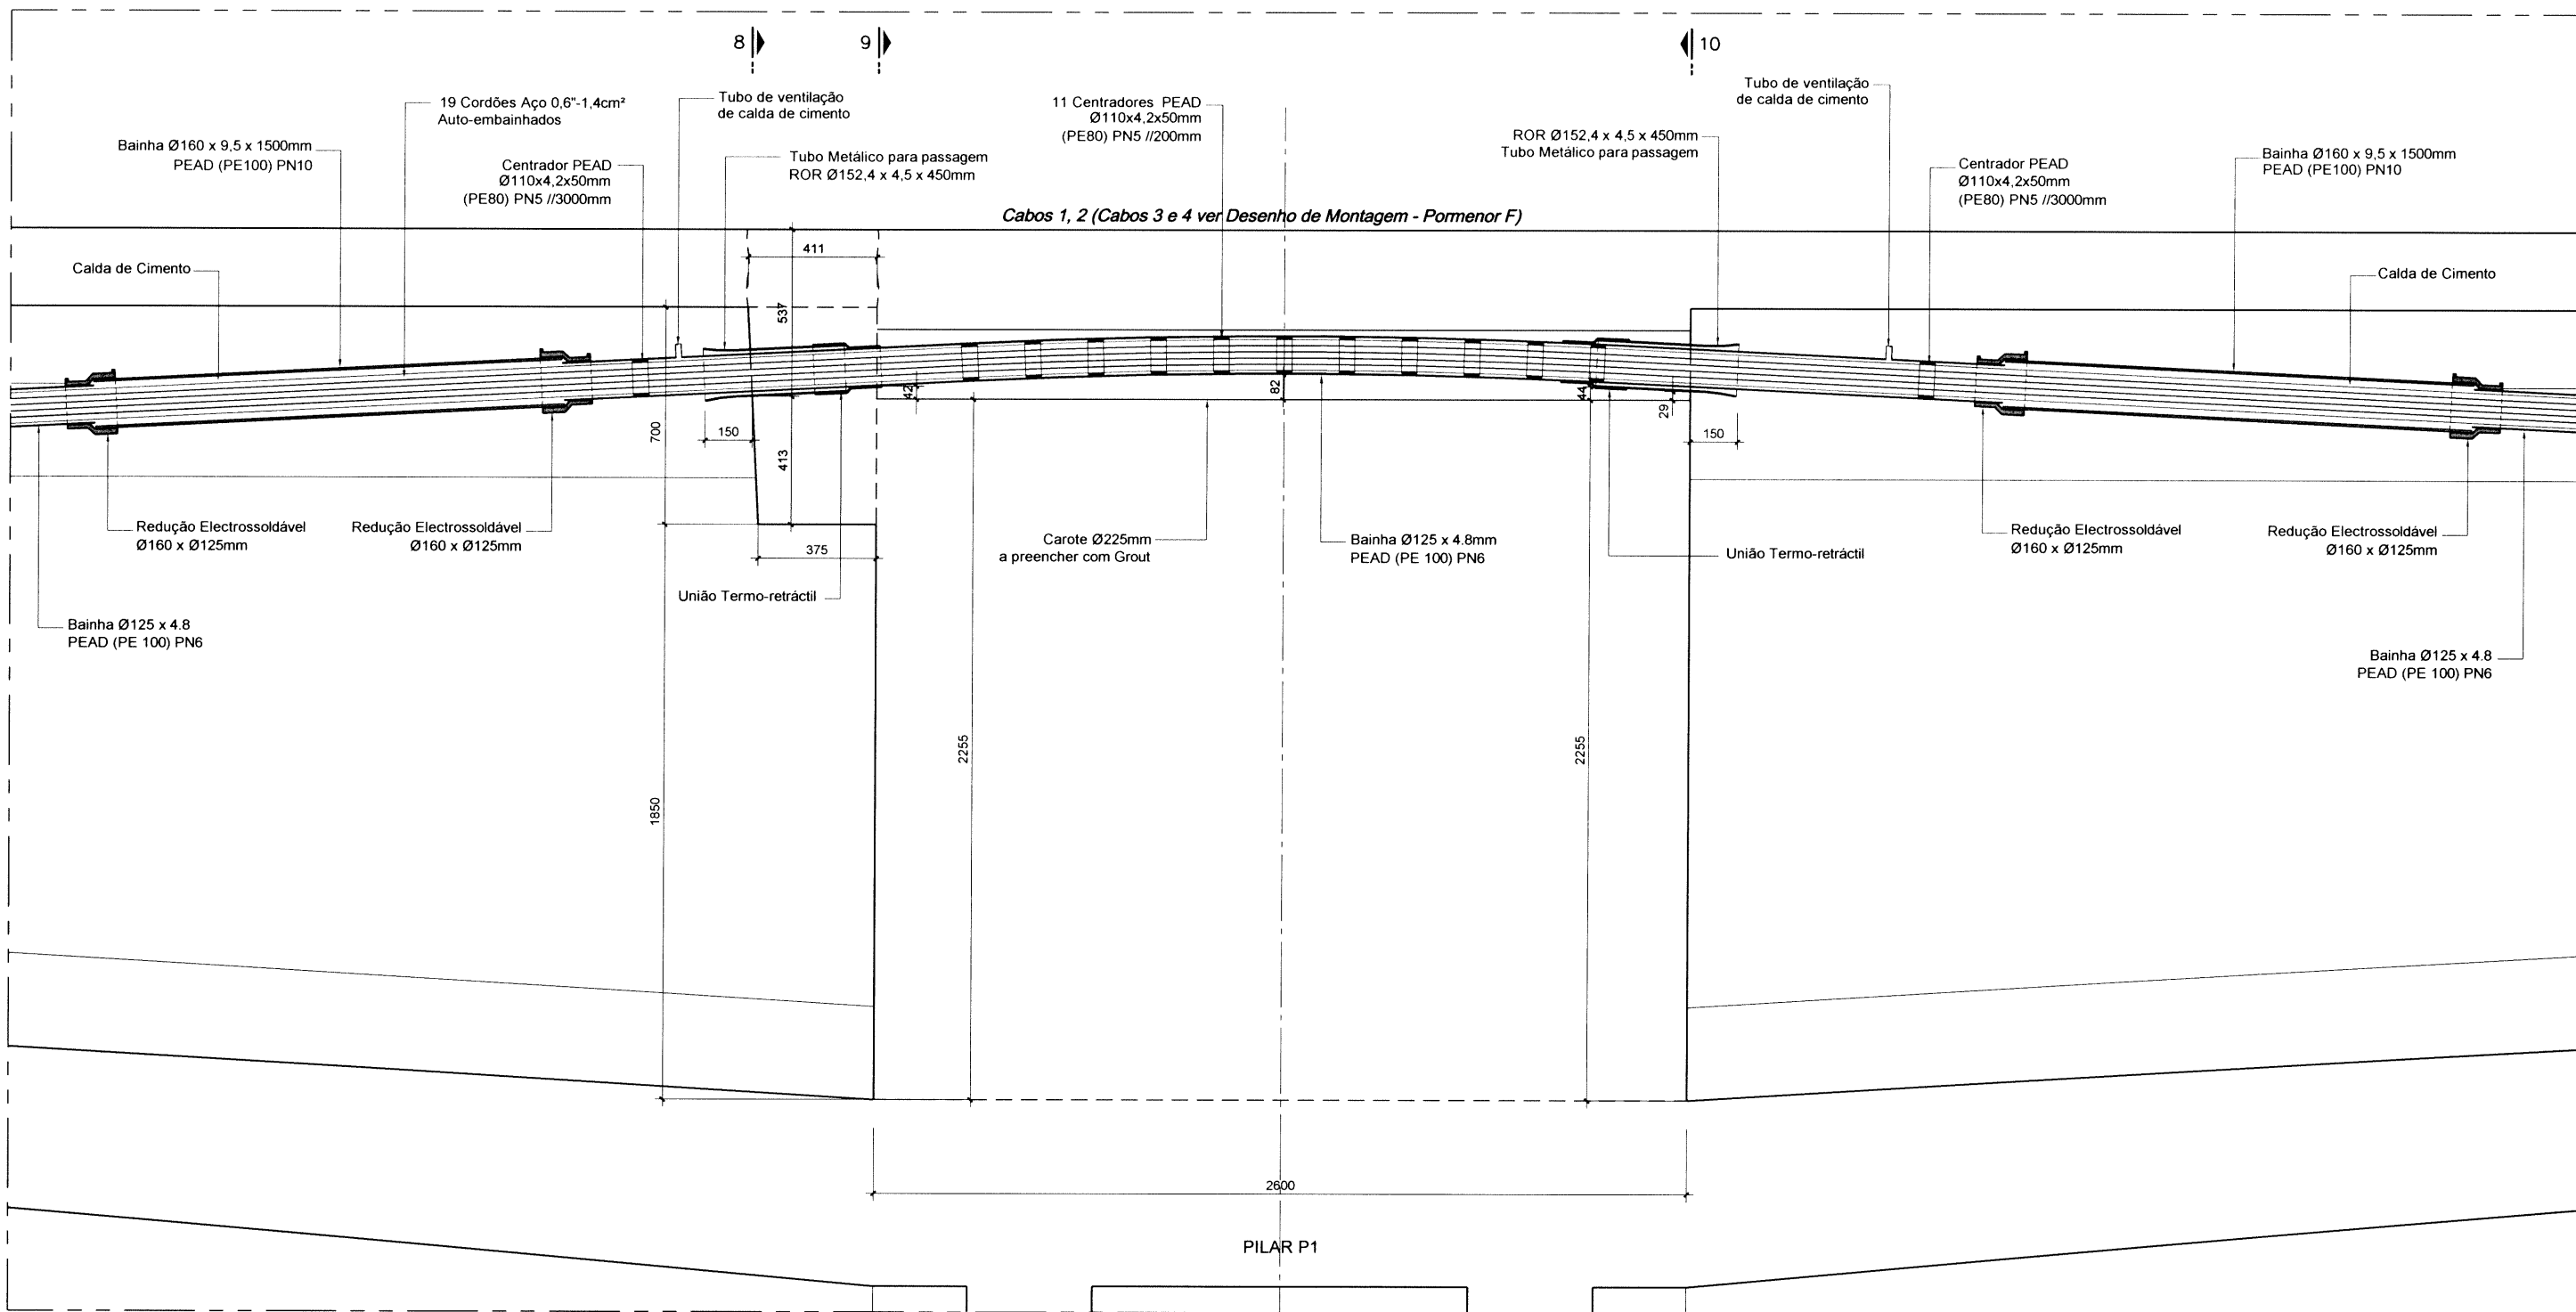 8
9
10
19 Cordões Aço 0,6"-1,4cm²
Auto-embainhados
Tubo de ventilação
de calda de cimento
11 Centradores PEAD
Ø110x4,2x50mm
(PE80) PN5 //200mm
Tubo de ventilação
de calda de cimento
Bainha Ø160 x 9,5 x 1500mm
PEAD (PE100) PN10
Centrador PEAD
Ø110x4,2x50mm
(PE80) PN5 //3000mm
Tubo Metálico para passagem
ROR Ø152,4 x 4,5 x 450mm
ROR Ø152,4 x 4,5 x 450mm
Tubo Metálico para passagem
Centrador PEAD
Ø110x4,2x50mm
(PE80) PN5 //3000mm
Bainha Ø160 x 9,5 x 1500mm
PEAD (PE100) PN10
Cabos 1, 2 (Cabos 3 e 4 ver Desenho de Montagem - Pormenor F)
411
Calda de Cimento
Calda de Cimento
537
42
82
44
29
700
150
413
150
Redução Electrossoldável
Ø160 x Ø125mm
Redução Electrossoldável
Ø160 x Ø125mm
375
Carote Ø225mm
a preencher com Grout
Bainha Ø125 x 4.8mm
PEAD (PE 100) PN6
União Termo-retráctil
Redução Electrossoldável
Ø160 x Ø125mm
Redução Electrossoldável
Ø160 x Ø125mm
União Termo-retráctil
Bainha Ø125 x 4.8
PEAD (PE 100) PN6
Bainha Ø125 x 4.8
PEAD (PE 100) PN6
2255
2255
1850
2600
PILAR P1